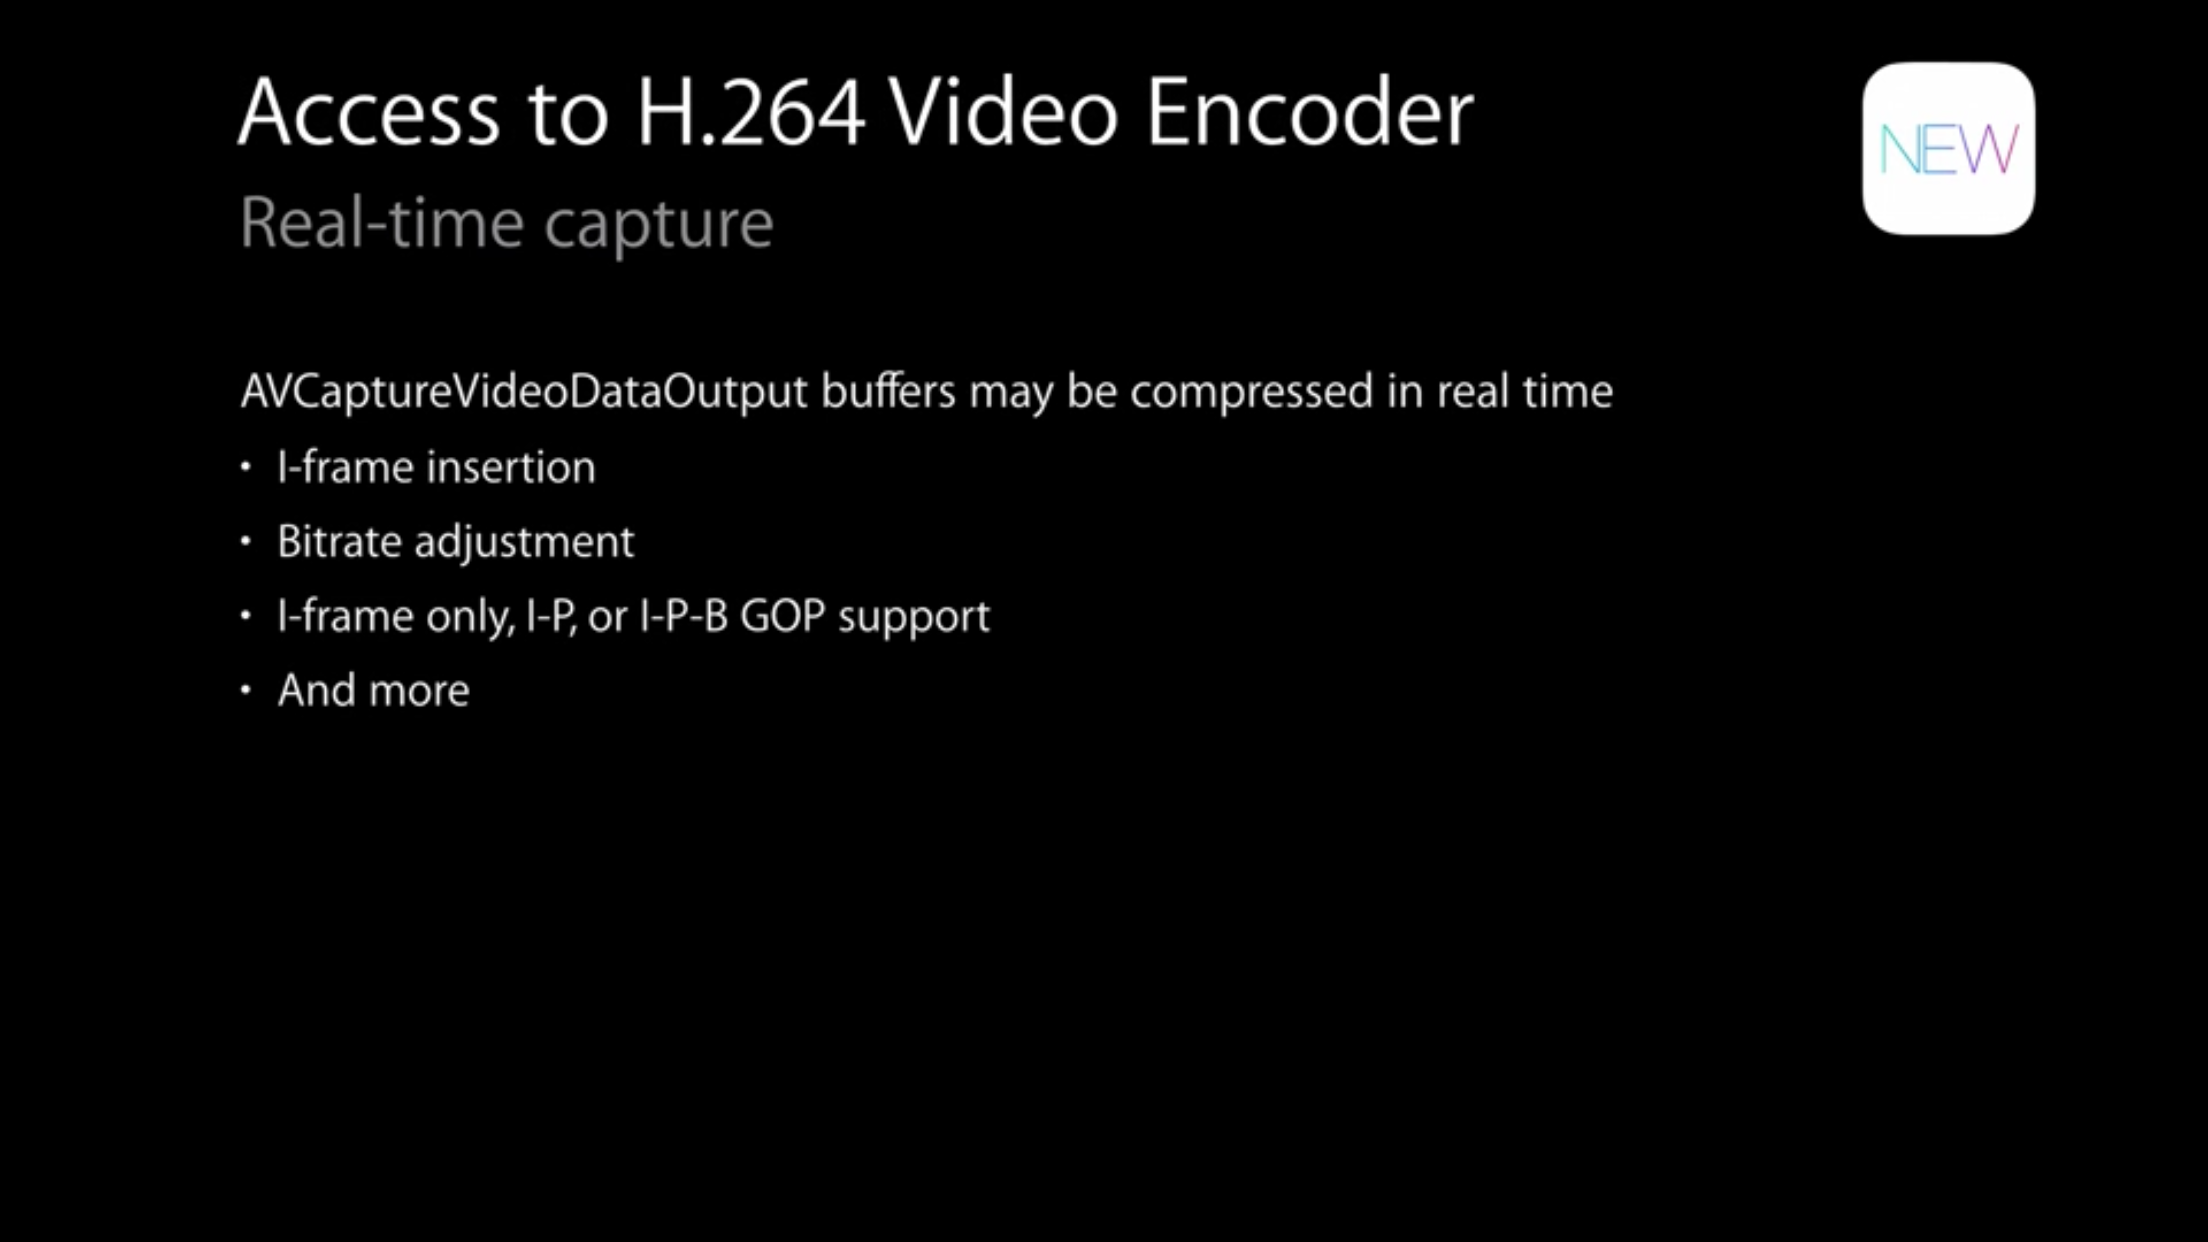 Access to H.264 Video Encoder
NEW
Real-time capture
AVCaptureVideoDataOutput buffers may be compressed in real time
• I-frame insertion
• Bitrate adjustment
• I-frame only, I-P, or I-P-B GOP support
• And more